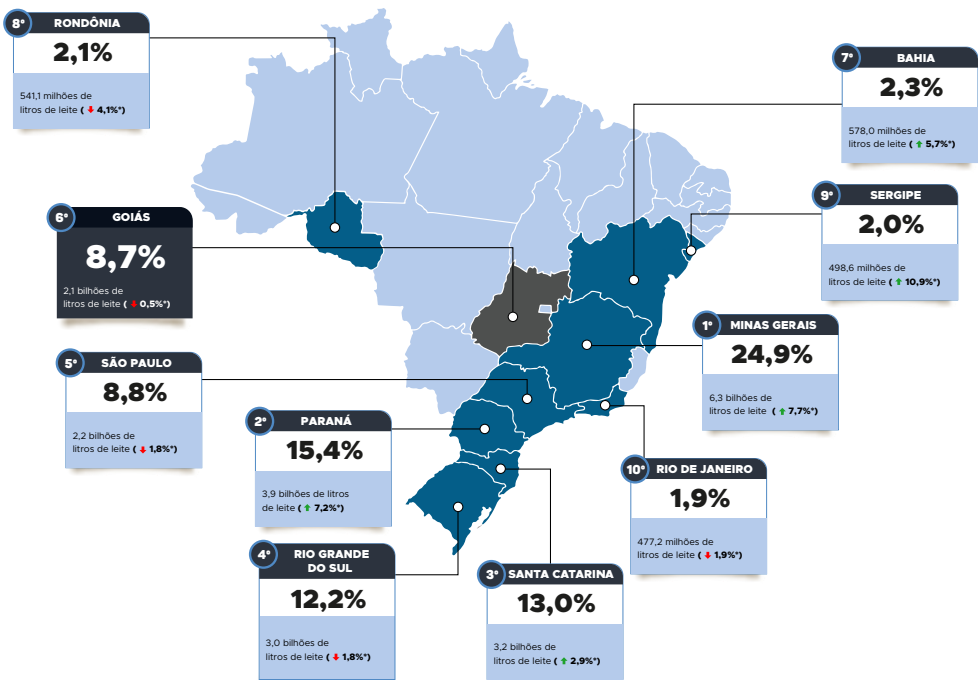 8º
RONDÔNIA
2,1%
541,1 milhões de
litros de leite ( 4,1%*)
7º
BAHIA
2,3%
578,0 milhões de
litros de leite ( 5,7%*)
9º
SERGIPE
2,0%
498,6 milhões de
litros de leite ( 10,9%*)
6º
GOIÁS
8,7%
2,1 bilhões de
litros de leite ( 0,5%*)
1º
MINAS GERAIS
24,9%
6,3 bilhões de
litros de leite ( 7,7%*)
5º
SÃO PAULO
8,8%
2,2 bilhões de
litros de leite ( 1,8%*)
2º
PARANÁ
15,4%
3,9 bilhões de litros
de leite ( 7,2%*)
10º
RIO DE JANEIRO
1,9%
477,2 milhões de
litros de leite ( 1,9%*)
4º
RIO GRANDE
DO SUL
12,2%
3,0 bilhões de
litros de leite ( 1,8%*)
3º
SANTA CATARINA
13,0%
3,2 bilhões de
litros de leite ( 2,9%*)